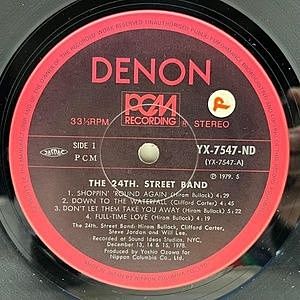 DENON
PCM
RECORDING
33⅓RPM
STEREO
R
SIDE 1
PCM
YX-7547-ND
(YX-7547-A)
℗ 1979. 5
THE 24TH. STREET BAND
1. SHOPPIN' 'ROUND AGAIN (Hiram Bullock) 4:29
2. DOWN TO THE WATERFALL (Clifford Carter) 4:35
3. DON'T LET THEM TAKE YOU AWAY (Hiram Bullock) 5:22
4. FULL-TIME LOVE (Hiram Bullock) 4:19
The 24th. Street Band: Hiram Bullock, Clifford Carter,
Steve Jordan and Will Lee.
Recorded at Sound Ideas Studios, NYC,
December 13, 14 & 15, 1978.
Produced by Yoshio Ozawa for
Nippon Columbia Co., Ltd.